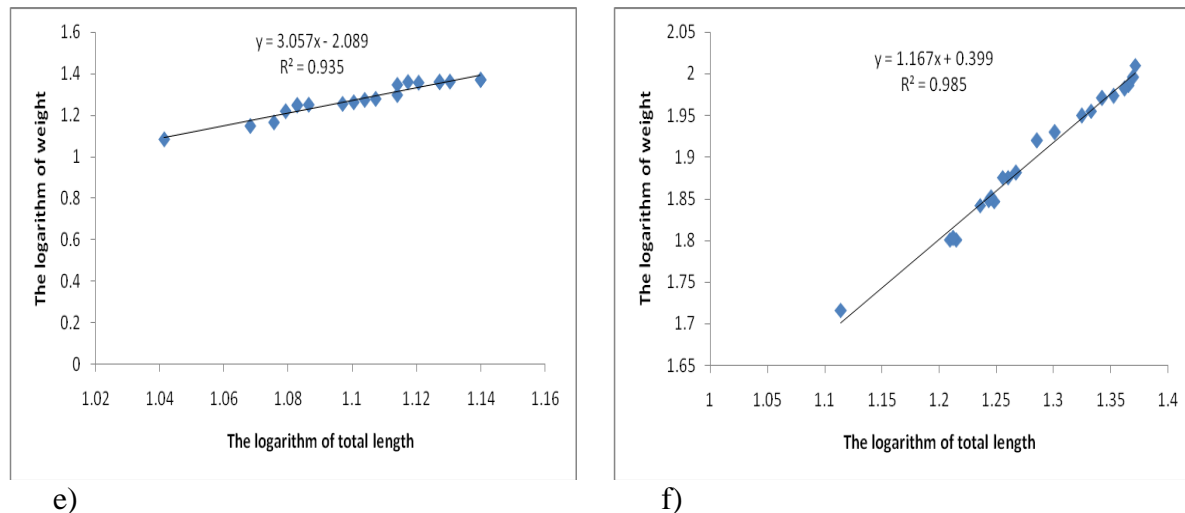 y = 3.057x - 2.089
R² = 0.935
The logarithm of weight
1.6
1.4
1.2
1
0.8
0.6
0.4
0.2
0
1.02 1.04 1.06 1.08 1.1 1.12 1.14 1.16
The logarithm of total length
e)
y = 1.167x + 0.399
R² = 0.985
The logarithm of weight
2.05
2
1.95
1.9
1.85
1.8
1.75
1.7
1.65
1 1.05 1.1 1.15 1.2 1.25 1.3 1.35 1.4
The logarithm of total length
f)